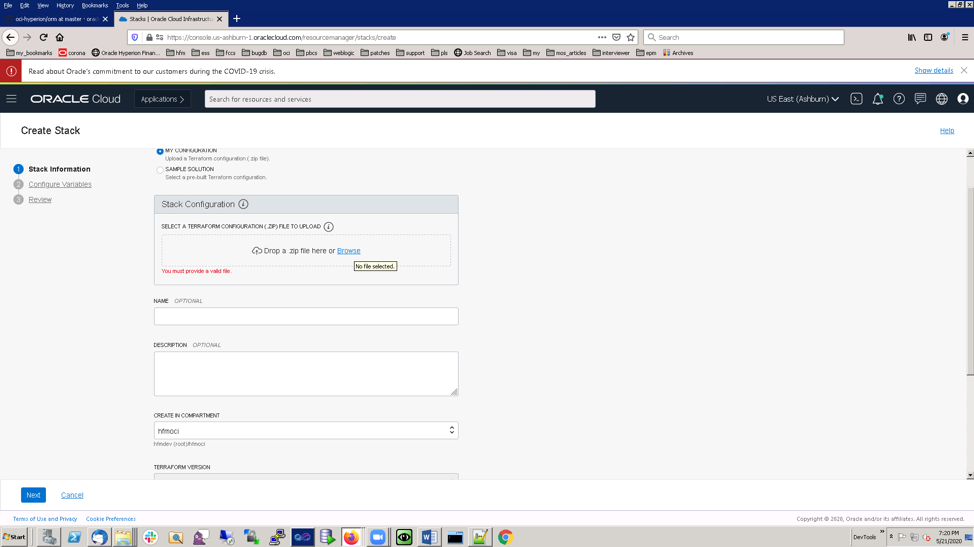 File Edit View History Bookmarks Tools Help
oci-hyperion/orm at master · orac
Stacks | Oracle Cloud Infrastructu
https://console.us-ashburn-1.oraclecloud.com/resourcemanager/stacks/create
Search
my_bookmarks corona Oracle Hyperion Finan... hfm ess fccs bugdb oci pbcs weblogic patches support pls Job Search visa my mos_articles interviewer epm Archives
Read about Oracle's commitment to our customers during the COVID-19 crisis.
Show details
ORACLE Cloud
Applications
Search for resources and services
US East (Ashburn)
Create Stack
Help
1 Stack Information
2 Configure Variables
3 Review
MY CONFIGURATION
Upload a Terraform configuration (.zip file).
SAMPLE SOLUTION
Select a pre-built Terraform configuration.
Stack Configuration
SELECT A TERRAFORM CONFIGURATION (.ZIP) FILE TO UPLOAD
Drop a .zip file here or Browse
No file selected.
You must provide a valid file.
NAME OPTIONAL
DESCRIPTION OPTIONAL
CREATE IN COMPARTMENT
hfmoci
hfmdev (root)/hfmoci
TERRAFORM VERSION
Next
Cancel
Terms of Use and Privacy
Cookie Preferences
Copyright © 2020, Oracle and/or its affiliates. All rights reserved.
Start
DevTools
7:20 PM
5/21/2020